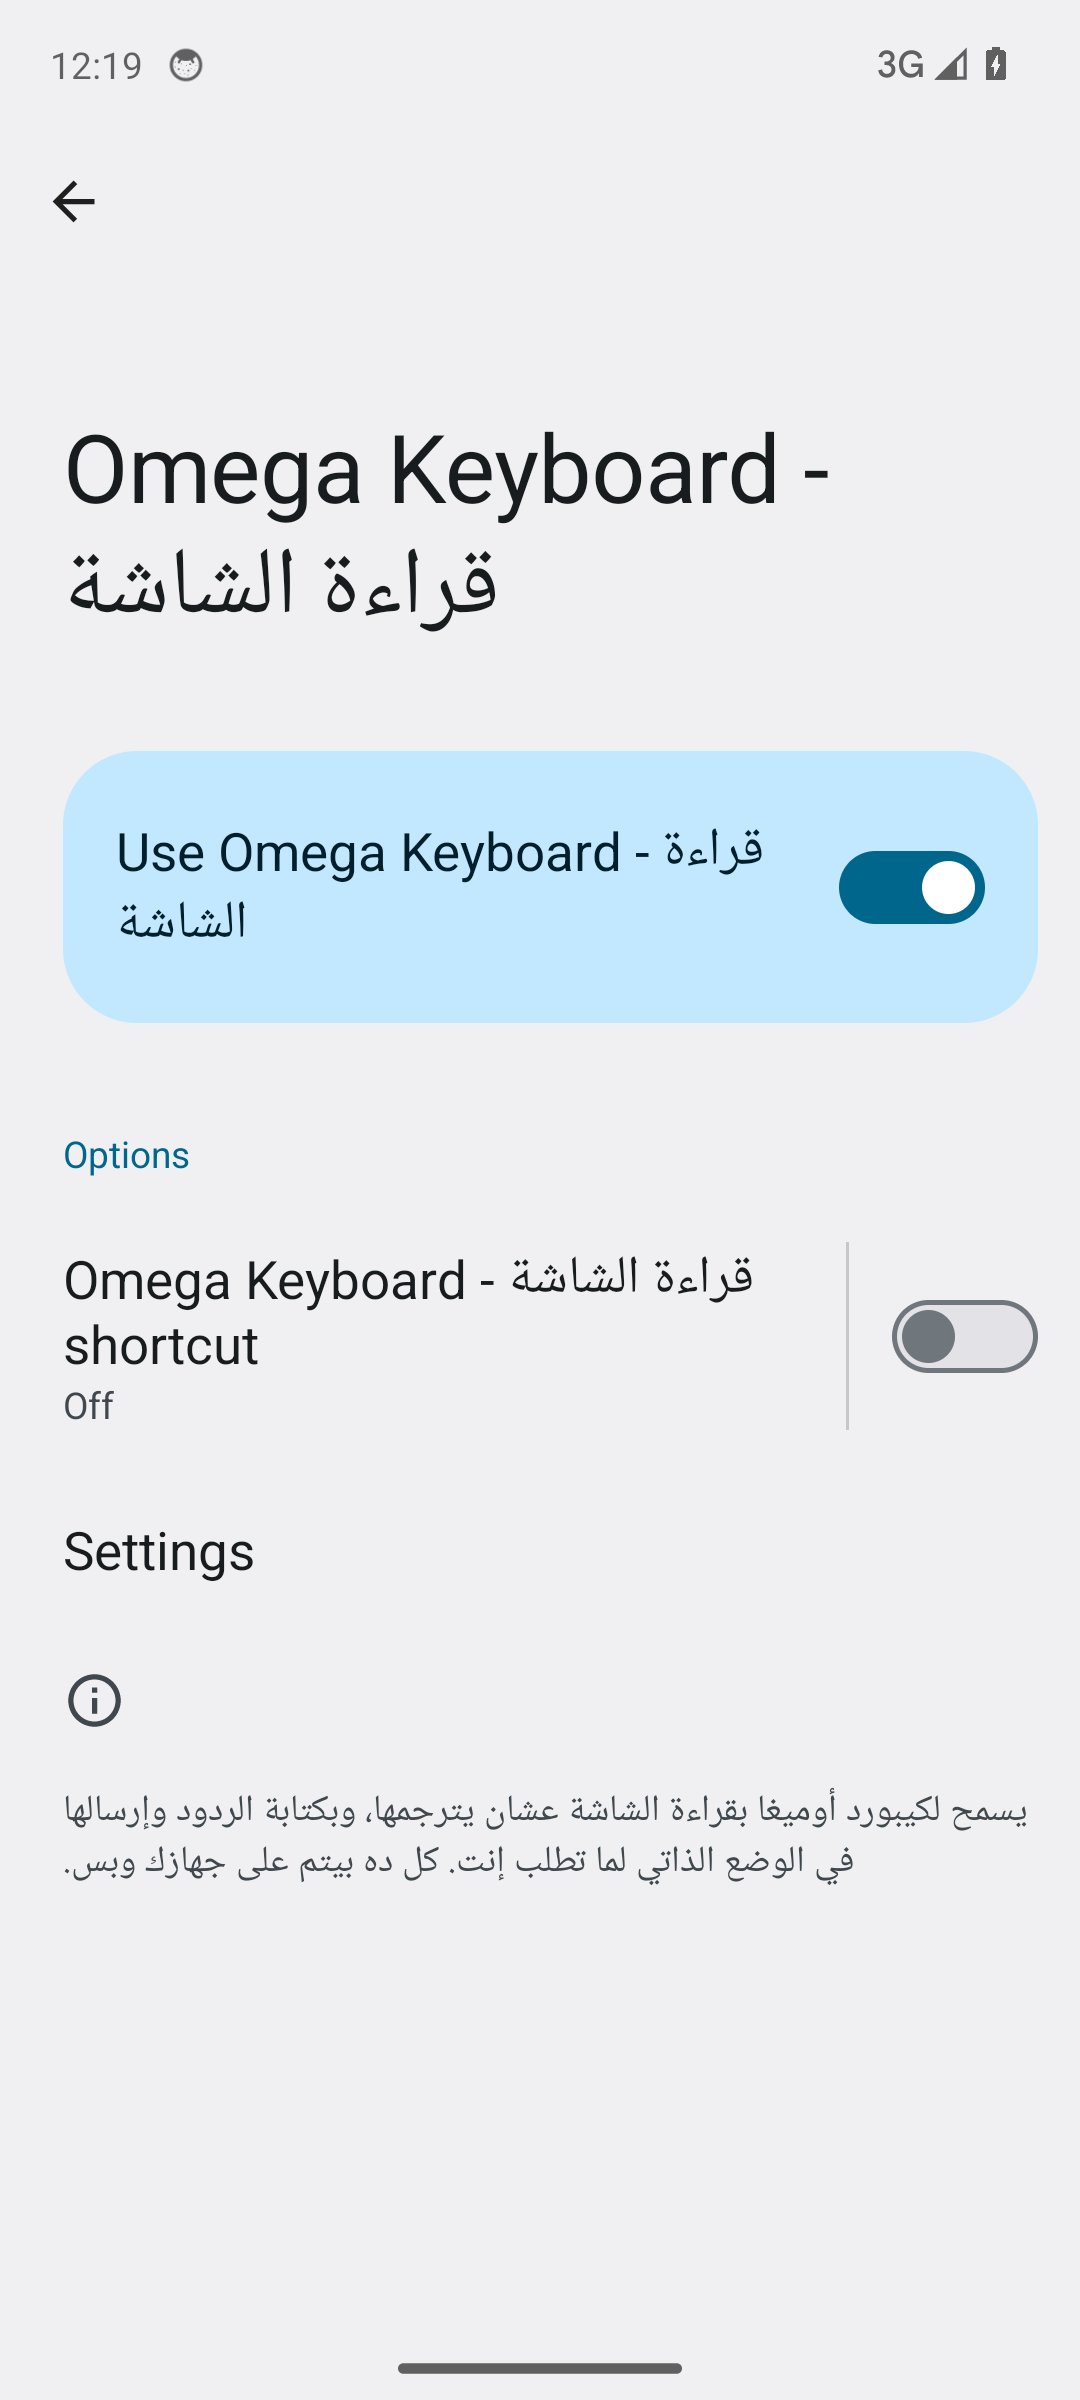 12:19
3G
Omega Keyboard -
قراءة الشاشة
Use Omega Keyboard - قراءة
الشاشة
Options
Omega Keyboard - قراءة الشاشة
shortcut
Off
Settings
يسمح لكيبورد أوميغا بقراءة الشاشة عشان يترجمها، وبكتابة الردود وإرسالها
في الوضع الذاتي لما تطلب إنت. كل ده بيتم على جهازك وبس.